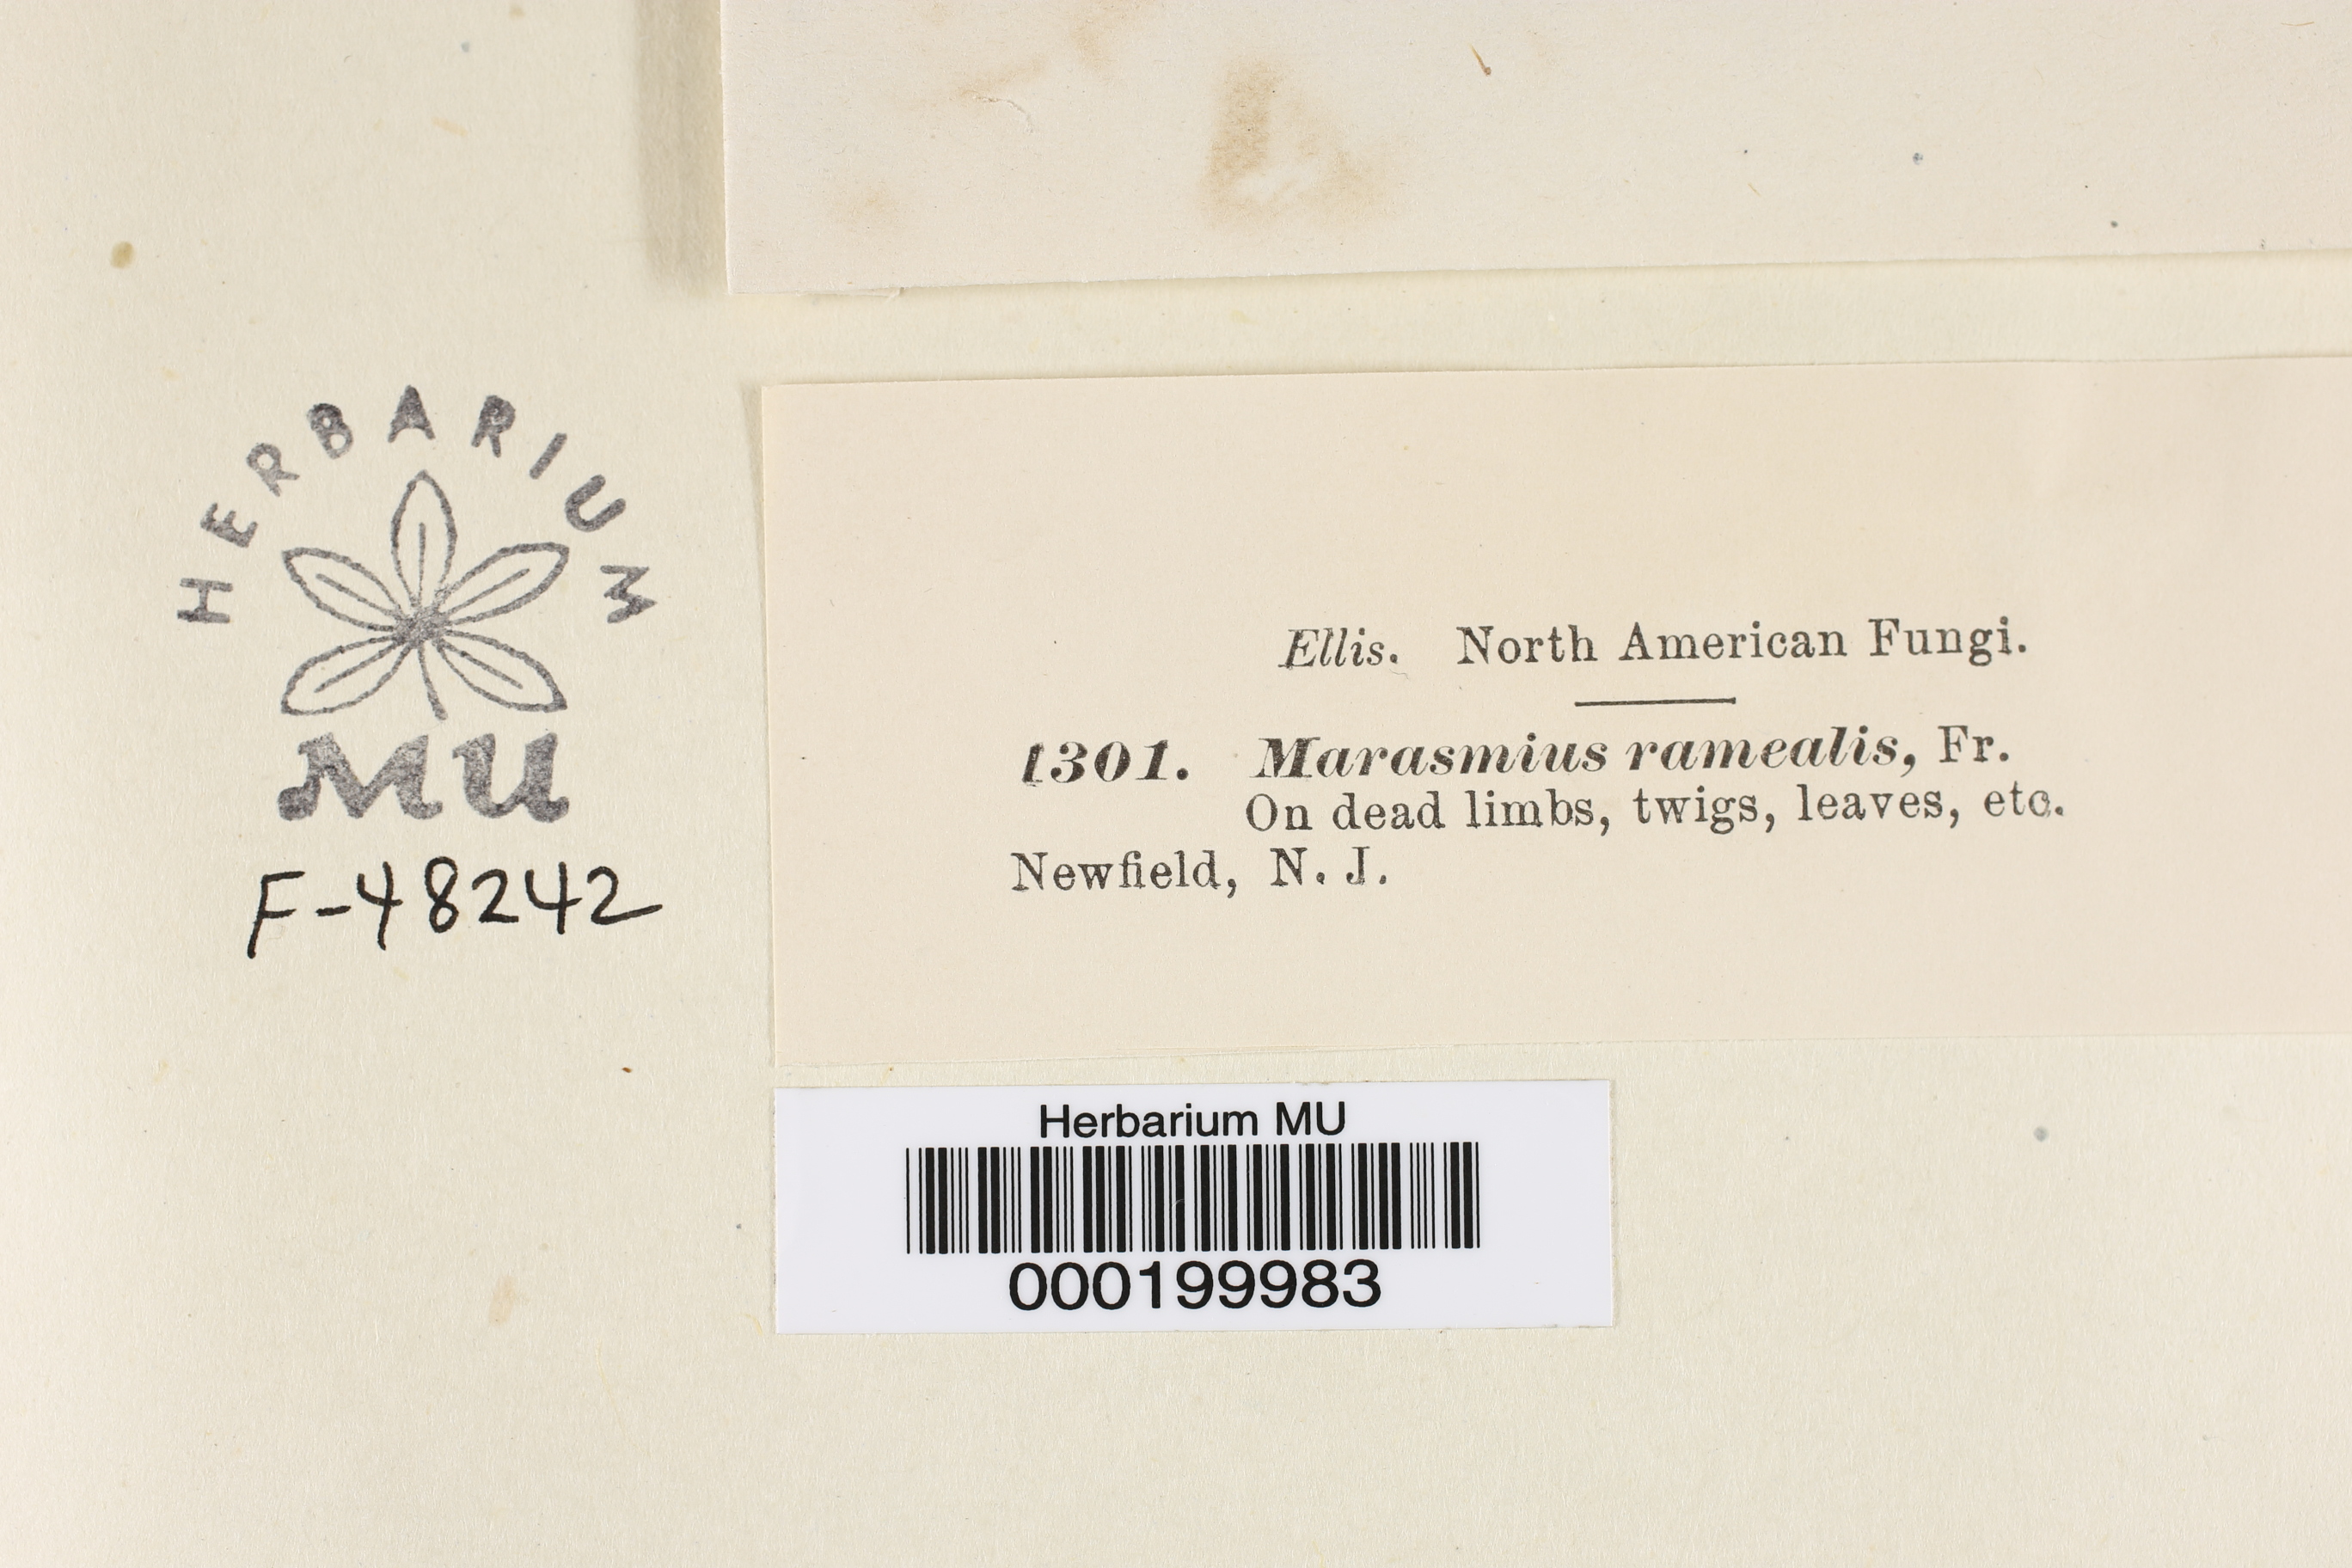 HERBARIUM
MU
F-48242
Ellis. North American Fungi.
1301. Marasmius ramealis, Fr.
On dead limbs, twigs, leaves, etc.
Newfield, N. J.
Herbarium MU
000199983